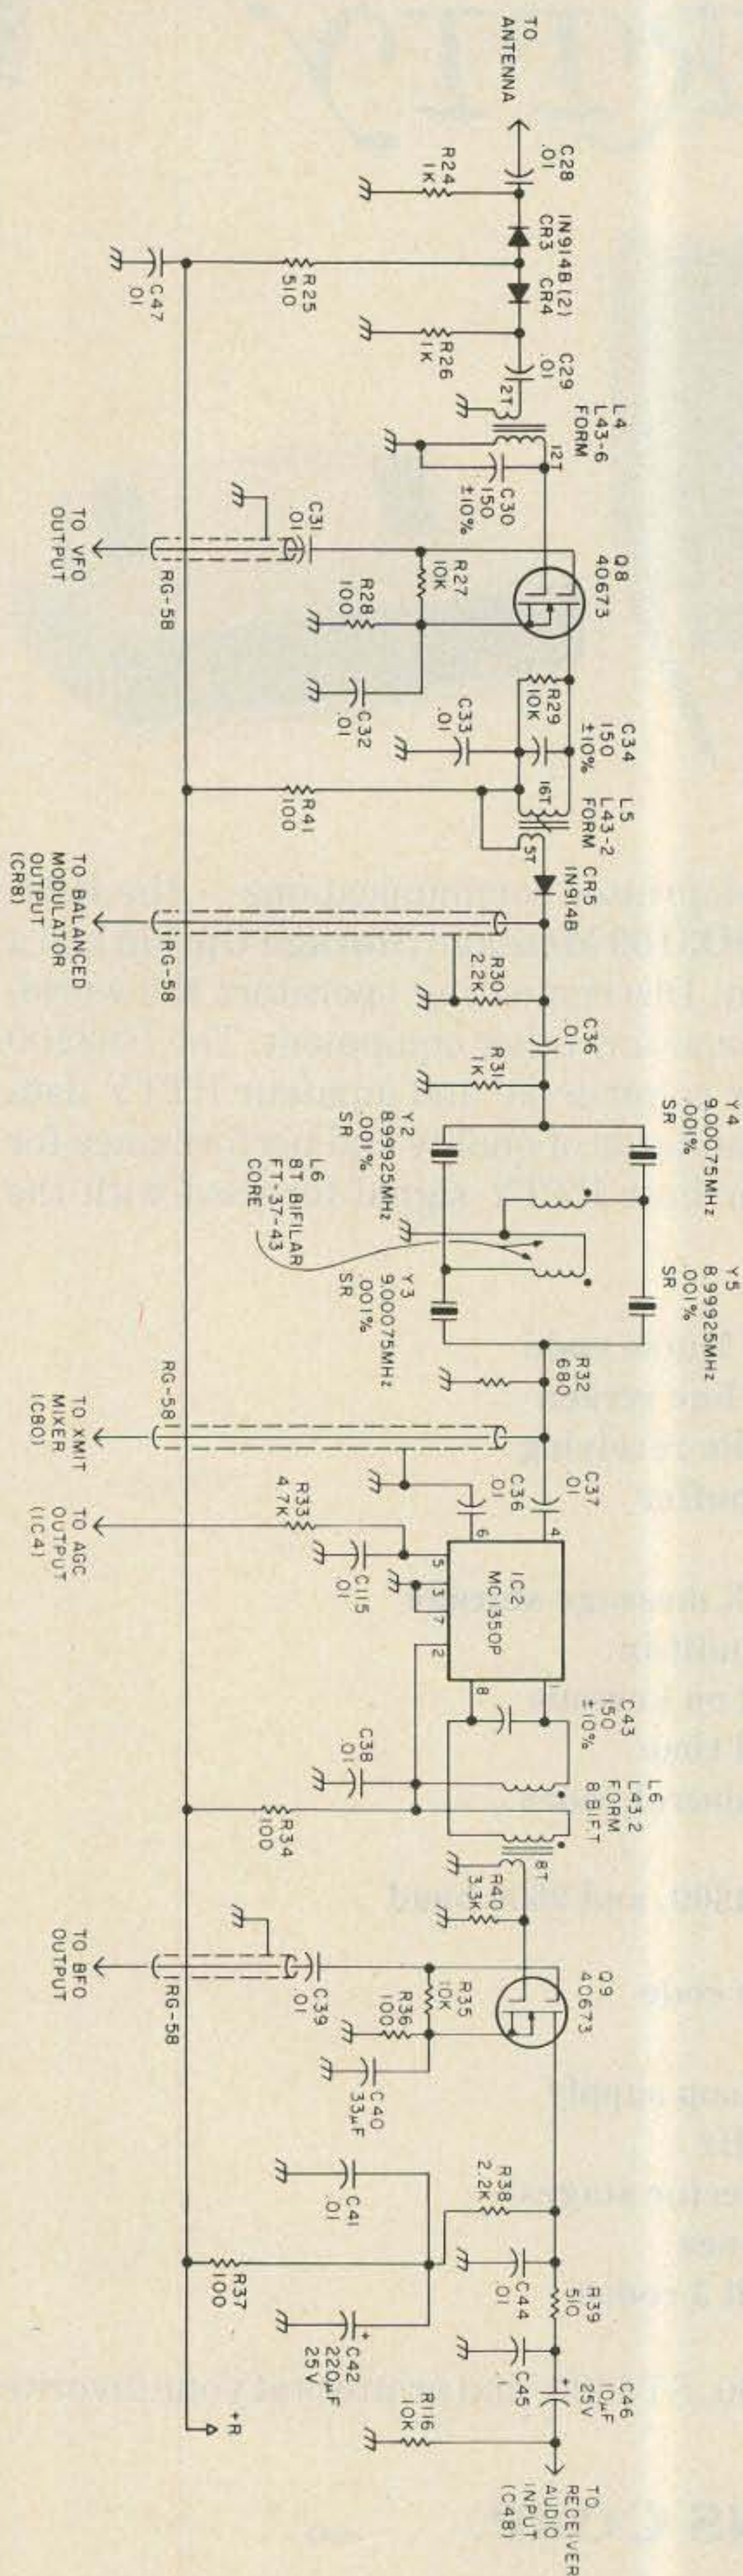 TO
ANTENNA
C28
.01
R24
1K
IN914B (2)
CR3
CR4
R25
510
C47
.01
R26
1K
C29
.01
2T
L4
L43-6
FORM
12T
C30
150
±10%
C31
.01
TO VFO
OUTPUT
RG-58
Q8
40673
R27
10K
R28
100
C32
.01
R29
10K
C33
.01
C34
150
±10%
16T
L5
L43-2
FORM
5T
R41
100
CR5
IN914B
TO BALANCED
MODULATOR
OUTPUT
(CR8)
RG-58
R30
2.2K
C36
.01
R31
1K
Y4
9.00075MHz
.001%
SR
Y2
8.99925MHz
.001%
SR
L6
8T BIFILAR
FT-37-43
CORE
Y5
8.99925MHz
.001%
SR
Y3
9.00075MHz
.001%
SR
R32
680
RG-58
TO XMIT
MIXER
(C80)
C37
.01
C36
.01
R33
4.7K
TO AGC
OUTPUT
(IC4)
C115
.01
4
6
5
3
7
2
IC2
MC1350P
1
8
C43
150
±10%
C38
.01
R34
100
L6
FORM
L43.2
8 BIF.T
8T
R40
3.3K
TO BFO
OUTPUT
RG-58
C39
.01
Q9
40673
R35
10K
R36
100
C40
33µF
C41
.01
R38
2.2K
R37
100
C44
.01
R39
510
C42
220µF
25V
+
C45
.1
C46
10µF
25V
+
R116
10K
+R
TO
RECEIVER
AUDIO
INPUT
(C48)